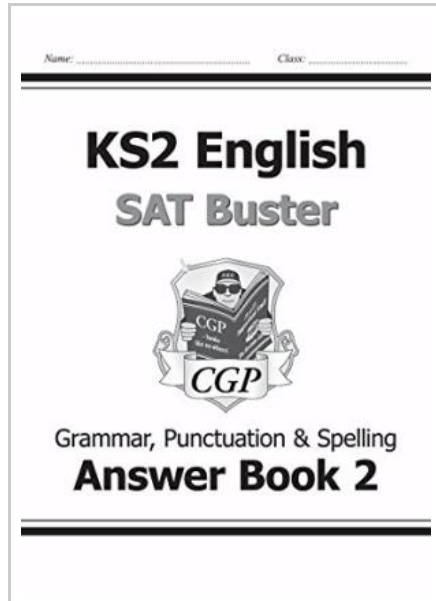 Name: ........................ Class: ........................
KS2 English
SAT Buster
CGP
CGP
Grammar, Punctuation & Spelling
Answer Book 2